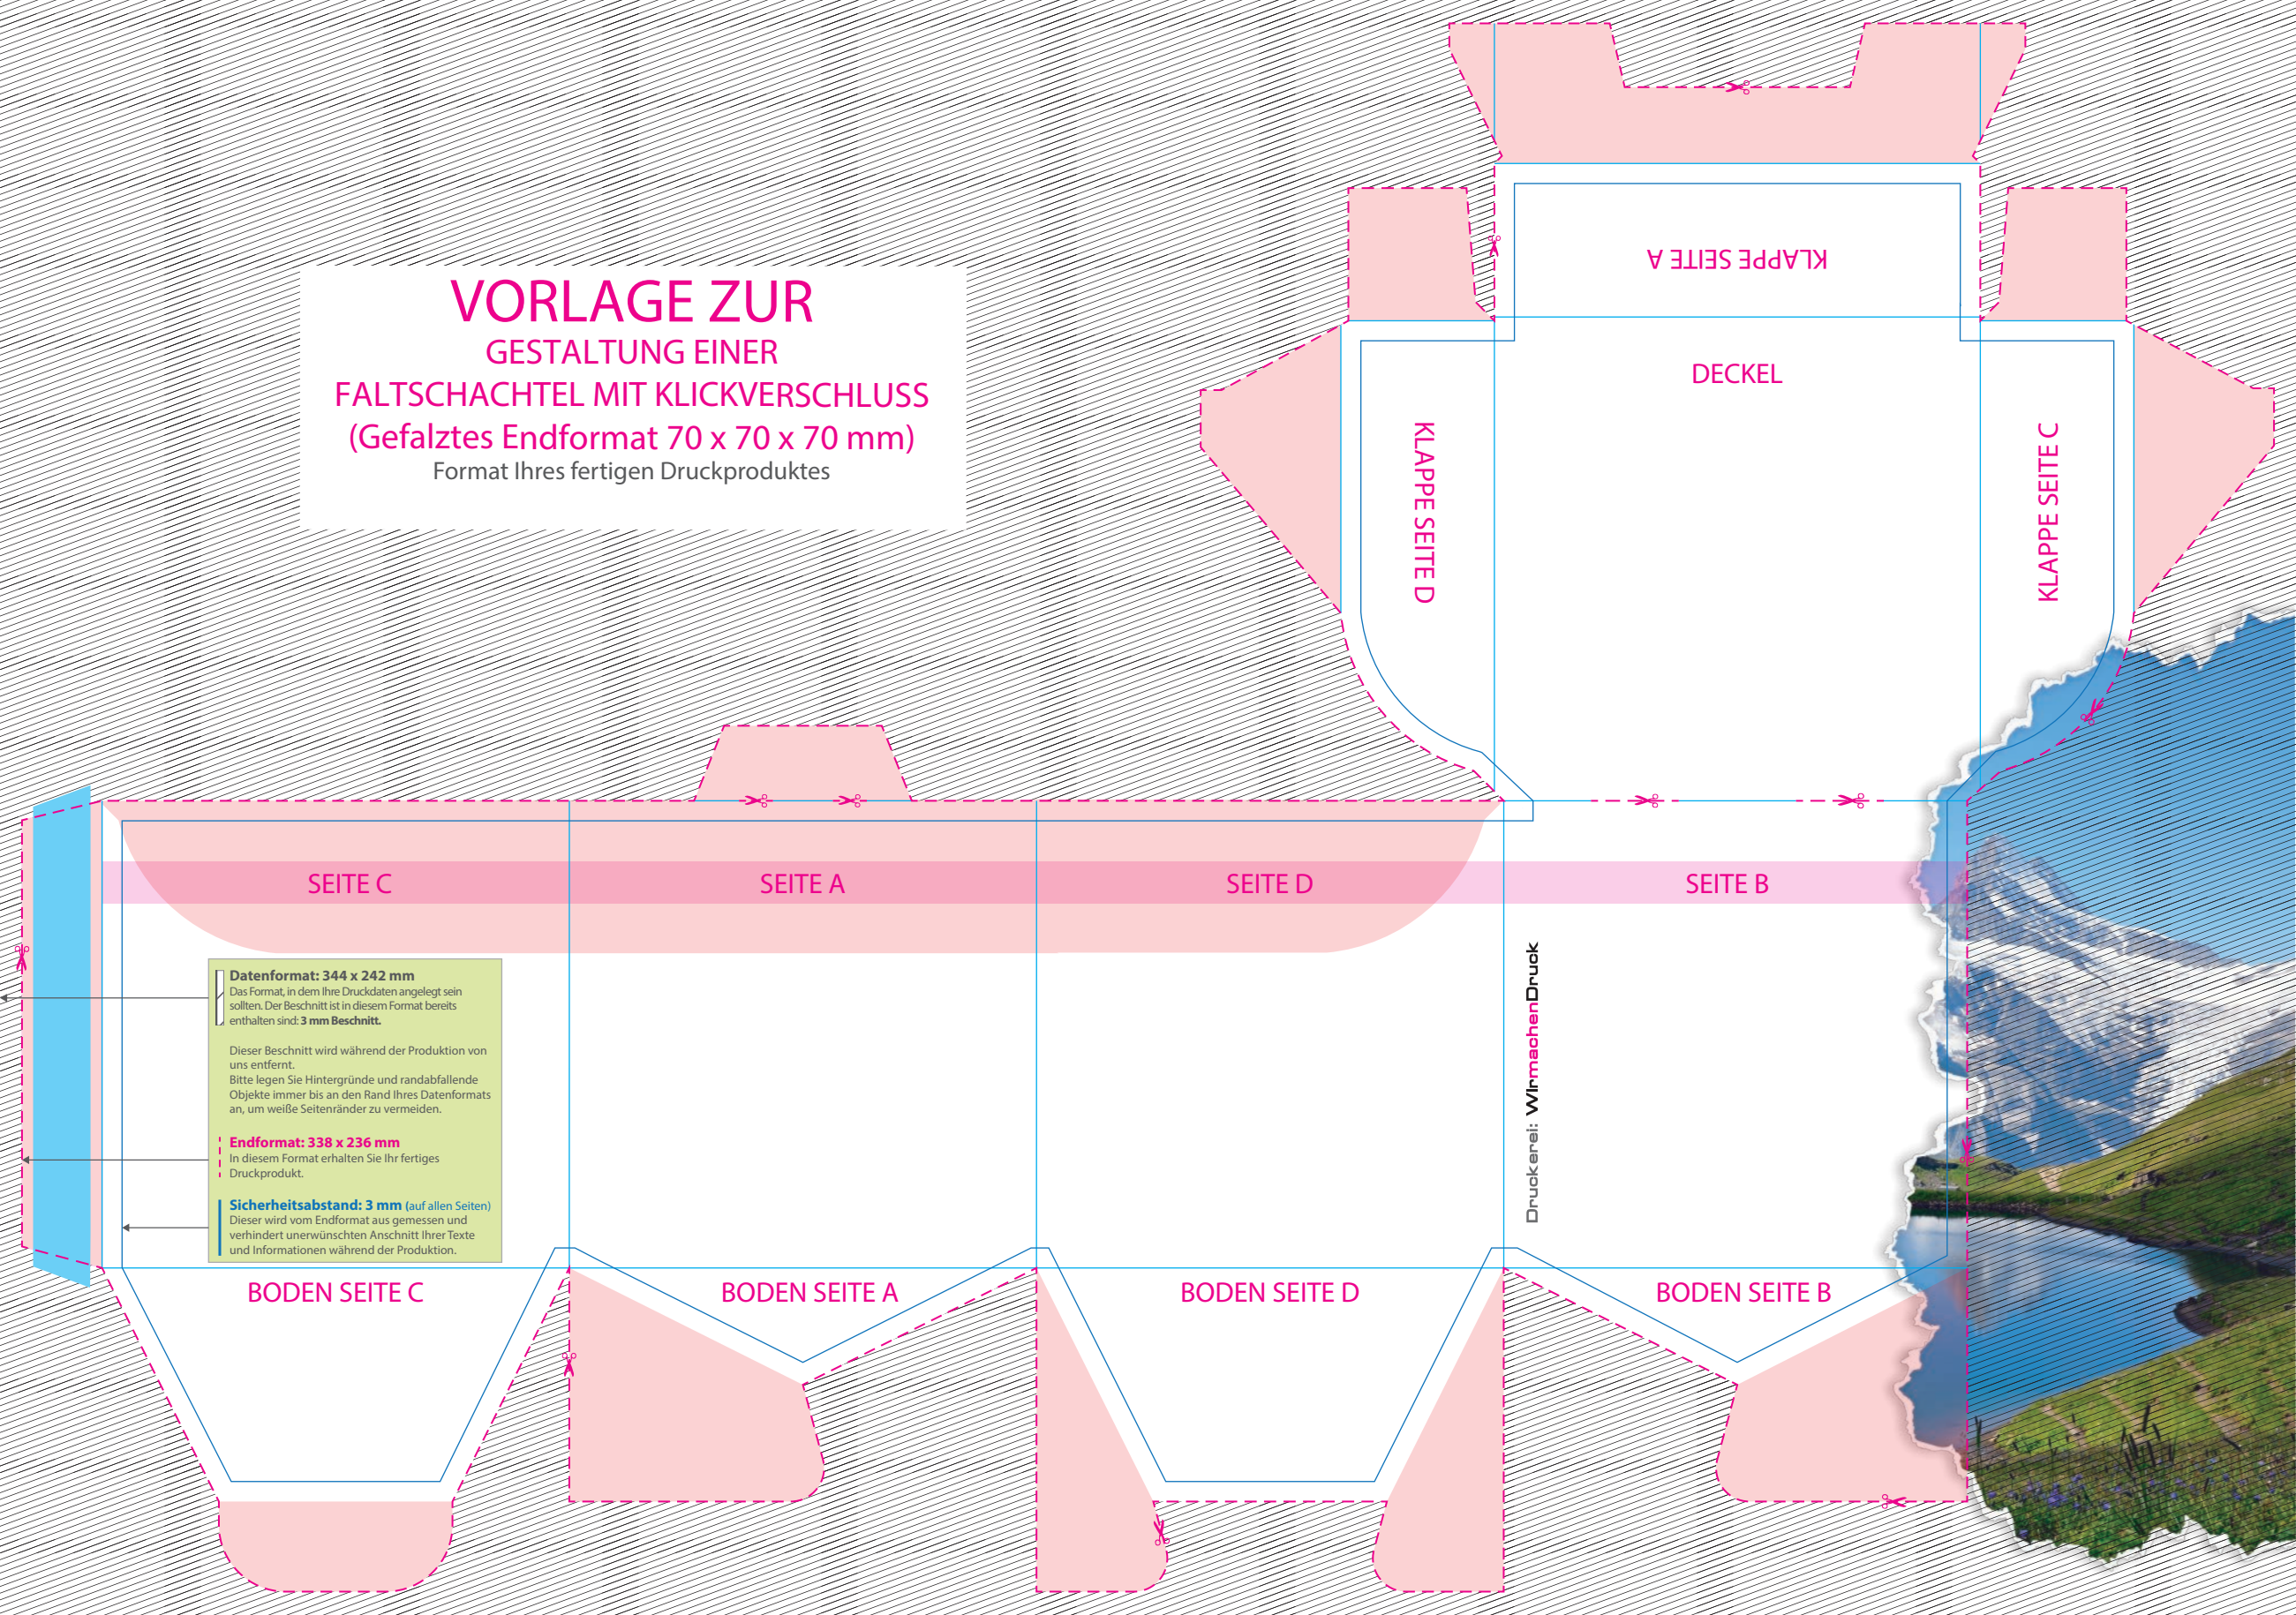 VORLAGE ZUR
GESTALTUNG EINER
FALTSCHACHTEL MIT KLICKVERSCHLUSS
(Gefalztes Endformat 70 x 70 x 70 mm)
Format Ihres fertigen Druckproduktes
KLAPPE SEITE A
DECKEL
KLAPPE SEITE D
KLAPPE SEITE C
SEITE C
SEITE A
SEITE D
SEITE B
Datenformat: 344 x 242 mm
Das Format, in dem Ihre Druckdaten angelegt sein
sollten. Der Beschnitt ist in diesem Format bereits
enthalten sind: 3 mm Beschnitt.
Dieser Beschnitt wird während der Produktion von
uns entfernt.
Bitte legen Sie Hintergründe und randabfallende
Objekte immer bis an den Rand Ihres Datenformats
an, um weiße Seitenränder zu vermeiden.
Endformat: 338 x 236 mm
In diesem Format erhalten Sie Ihr fertiges
Druckprodukt.
Sicherheitsabstand: 3 mm (auf allen Seiten)
Dieser wird vom Endformat aus gemessen und
verhindert unerwünschten Anschnitt Ihrer Texte
und Informationen während der Produktion.
Druckerei: WIrmachenDruck
BODEN SEITE C
BODEN SEITE A
BODEN SEITE D
BODEN SEITE B